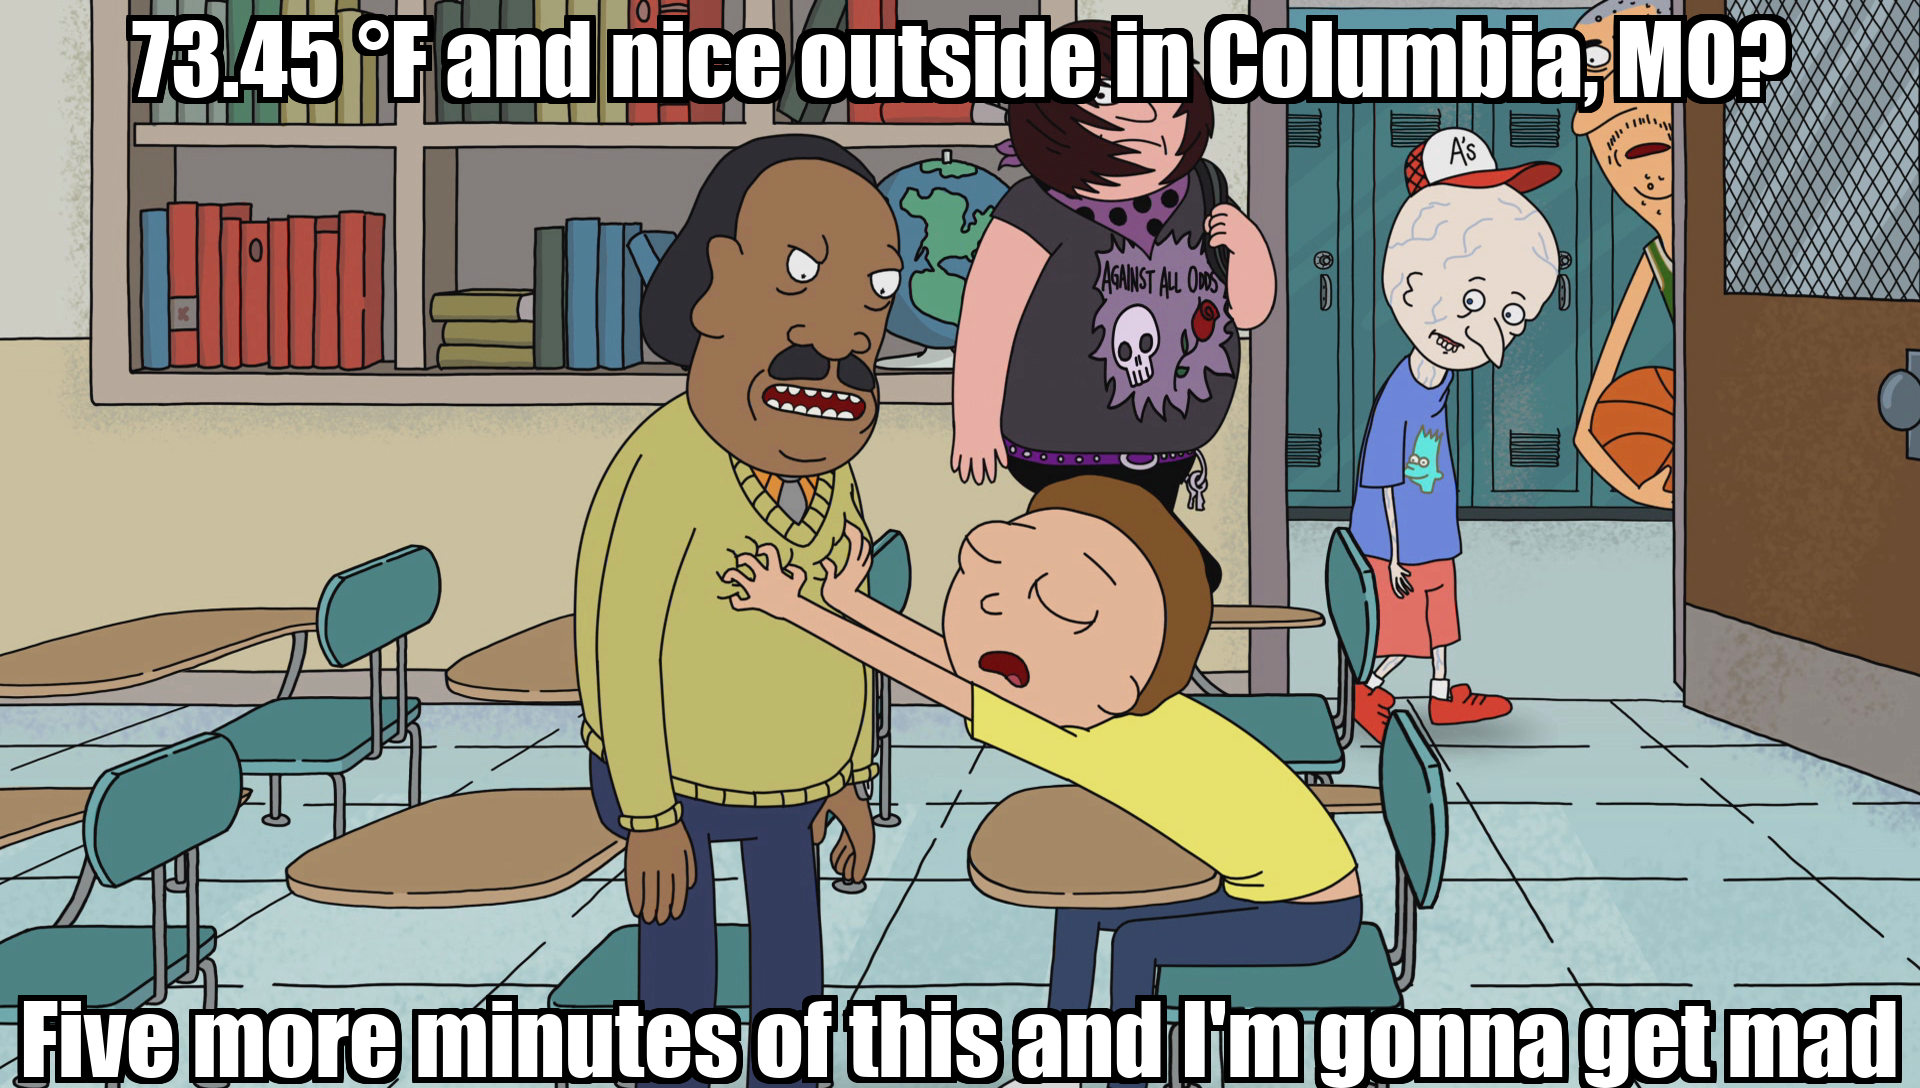 73.45 °F and nice outside in Columbia, MO?
A's
AGAINST ALL ODDS
Five more minutes of this and I'm gonna get mad